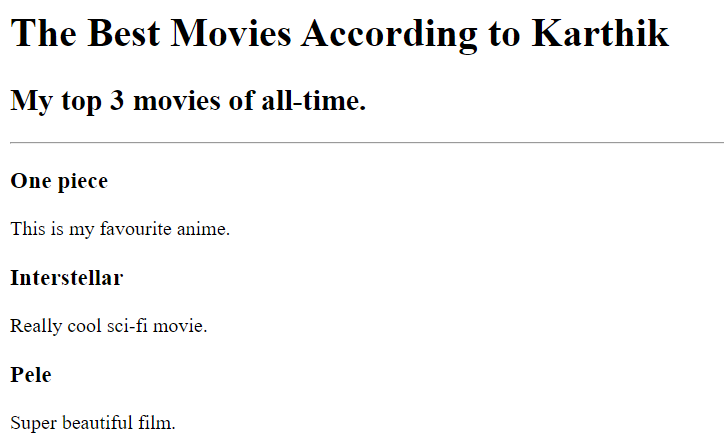 The Best Movies According to Karthik
My top 3 movies of all-time.
One piece
This is my favourite anime.
Interstellar
Really cool sci-fi movie.
Pele
Super beautiful film.